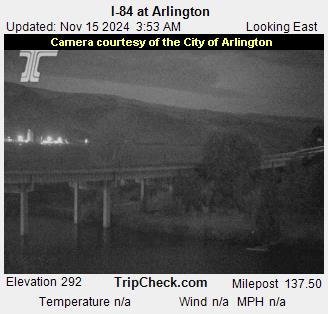 I-84 at Arlington
Updated: Nov 15 2024 3:53 AM Looking East
Camera courtesy of the City of Arlington
Elevation 292 TripCheck.com Milepost 137.50
Temperature n/a Wind n/a MPH n/a